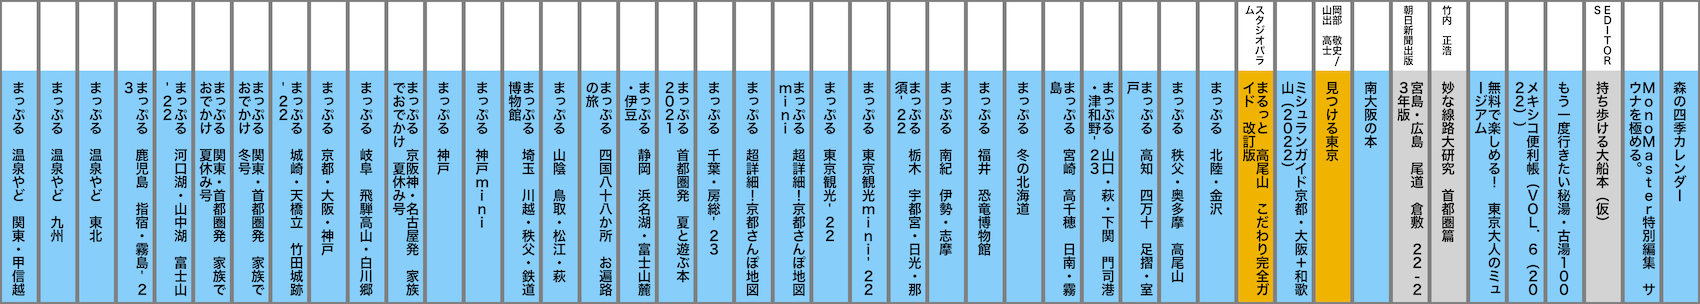 まっぷる　温泉やど　関東・甲信越
まっぷる　温泉やど　九州
まっぷる　温泉やど　東北
まっぷる　鹿児島　指宿・霧島'２
３
まっぷる　河口湖・山中湖　富士山
'２２
まっぷる　関東・首都圏発　家族で
おでかけ　夏休み号
まっぷる　関東・首都圏発　家族で
おでかけ　冬号
まっぷる　城崎・天橋立　竹田城跡
'２２
まっぷる　京都・大阪・神戸
まっぷる　岐阜　飛騨高山・白川郷
まっぷる　京阪神・名古屋発　家族
でおでかけ　夏休み号
まっぷる　神戸
まっぷる　神戸ｍｉｎｉ
まっぷる　埼玉　川越・秩父・鉄道
博物館
まっぷる　山陰　鳥取・松江・萩
まっぷる　四国八十八か所　お遍路
の旅
まっぷる　静岡　浜名湖・富士山麓
・伊豆
まっぷる　首都圏発　夏と遊ぶ本
２０２１
まっぷる　千葉・房総'２３
まっぷる　超詳細！京都さんぽ地図
まっぷる　超詳細！京都さんぽ地図
ｍｉｎｉ
まっぷる　東京観光'２２
まっぷる　東京観光ｍｉｎｉ'２２
まっぷる　栃木　宇都宮・日光・那
須'２２
まっぷる　南紀　伊勢・志摩
まっぷる　福井　恐竜博物館
まっぷる　冬の北海道
まっぷる　宮崎　高千穂　日南・霧
島
まっぷる　山口・萩・下関　門司港
・津和野'２３
まっぷる　高知　四万十　足摺・室
戸
まっぷる　秩父・奥多摩　高尾山
まっぷる　北陸・金沢
スタジオパラ
ム
まるっと　高尾山　こだわり完全ガ
イド　改訂版
ミシュランガイド京都・大阪＋和歌
山（２０２２）
岡部　敬史／
山出　高士
見つける東京
南大阪の本
朝日新聞出版
宮島・広島　尾道　倉敷　２２-２
３年版
竹内　正浩
妙な線路大研究　首都圏篇
無料で楽しめる！　東京大人のミュ
ージアム
メキシコ便利帳（ＶＯＬ．６（２０
２２））
もう一度行きたい秘湯・古湯１００
ＥＤＩＴＯＲ
Ｓ
持ち歩ける大船本（仮）
ＭｏｎｏＭａｓｔｅｒ特別編集　サ
ウナを極める。
森の四季カレンダー